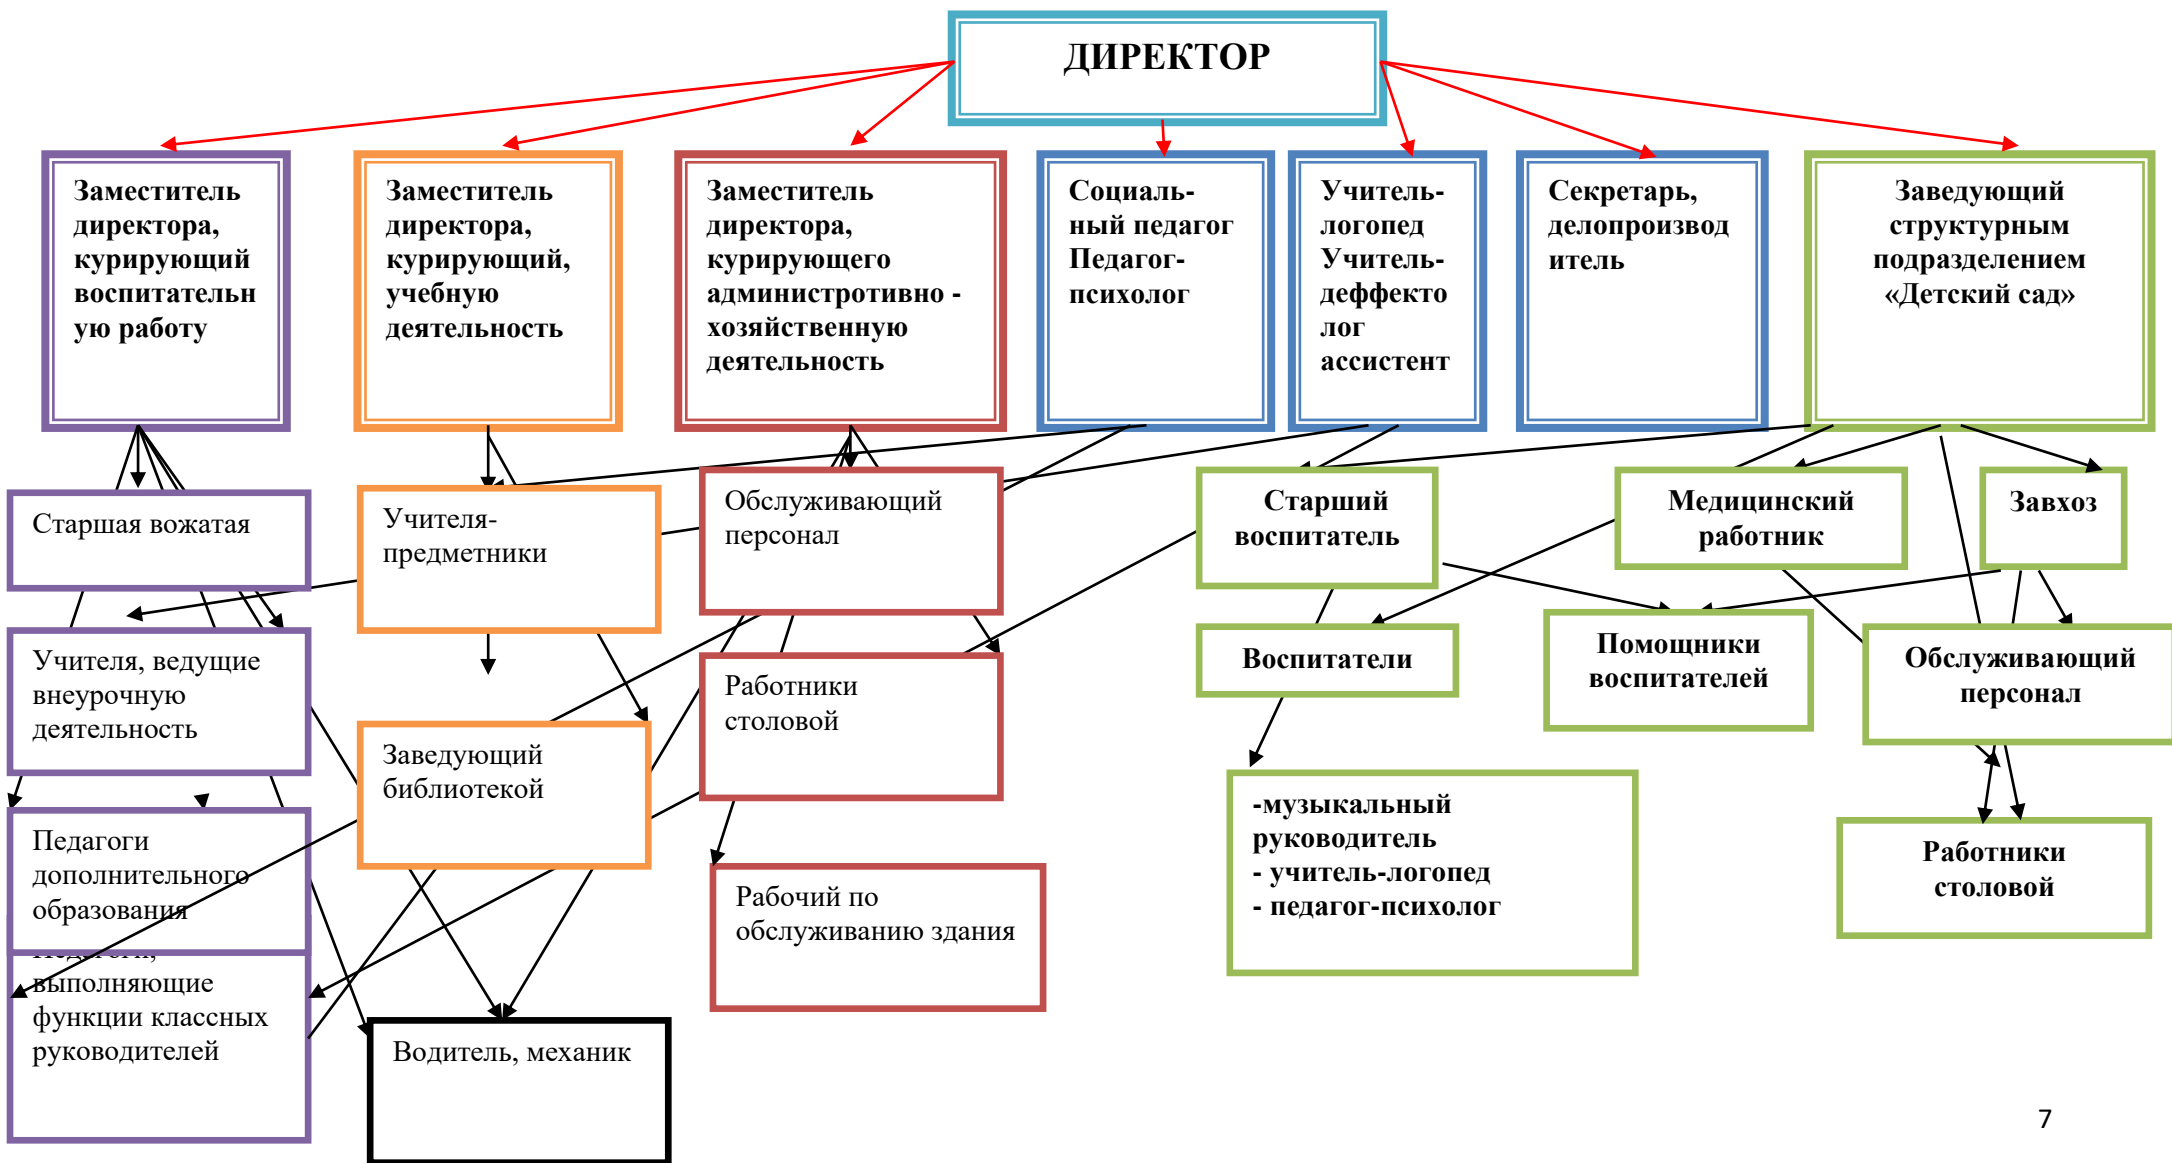 ДИРЕКТОР
Заместитель
директора,
курирующий
воспитательн
ую работу
Заместитель
директора,
курирующий,
учебную
деятельность
Заместитель
директора,
курирующего
административно -
хозяйственную
деятельность
Социаль-
ный педагог
Педагог-
психолог
Учитель-
логопед
Учитель-
деффекто
лог
ассистент
Секретарь,
делопроизвод
итель
Заведующий
структурным
подразделением
«Детский сад»
Старшая вожатая
Учителя-
предметники
Обслуживающий
персонал
Старший
воспитатель
Медицинский
работник
Завхоз
Учителя, ведущие
внеурочную
деятельность
Работники
столовой
Воспитатели
Помощники
воспитателей
Обслуживающий
персонал
Заведующий
библиотекой
-музыкальный
руководитель
- учитель-логопед
- педагог-психолог
Работники
столовой
Педагоги
дополнительного
образования
Рабочий по
обслуживанию здания
выполняющие
функции классных
руководителей
Водитель, механик
7